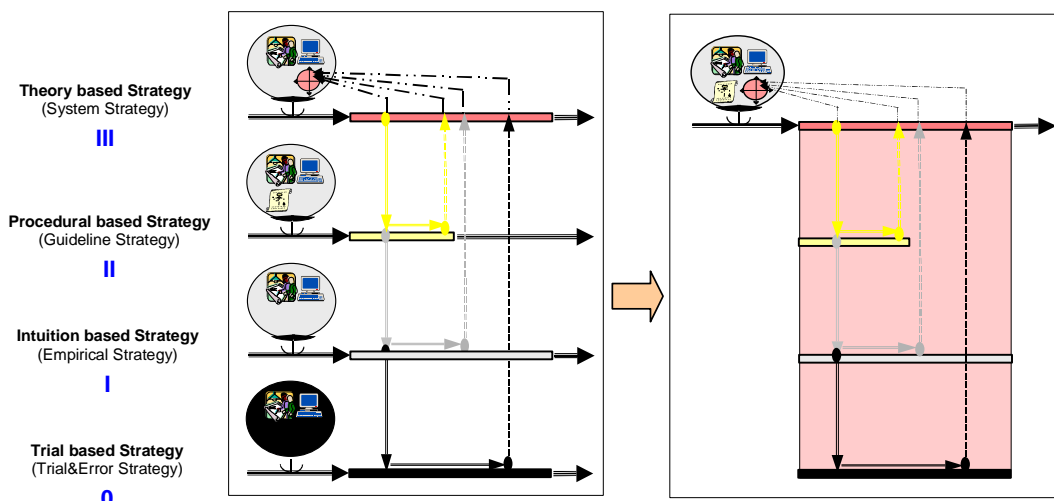 Theory based Strategy
(System Strategy)
III
Procedural based Strategy
(Guideline Strategy)
II
Intuition based Strategy
(Empirical Strategy)
I
Trial based Strategy
(Trial&Error Strategy)
0